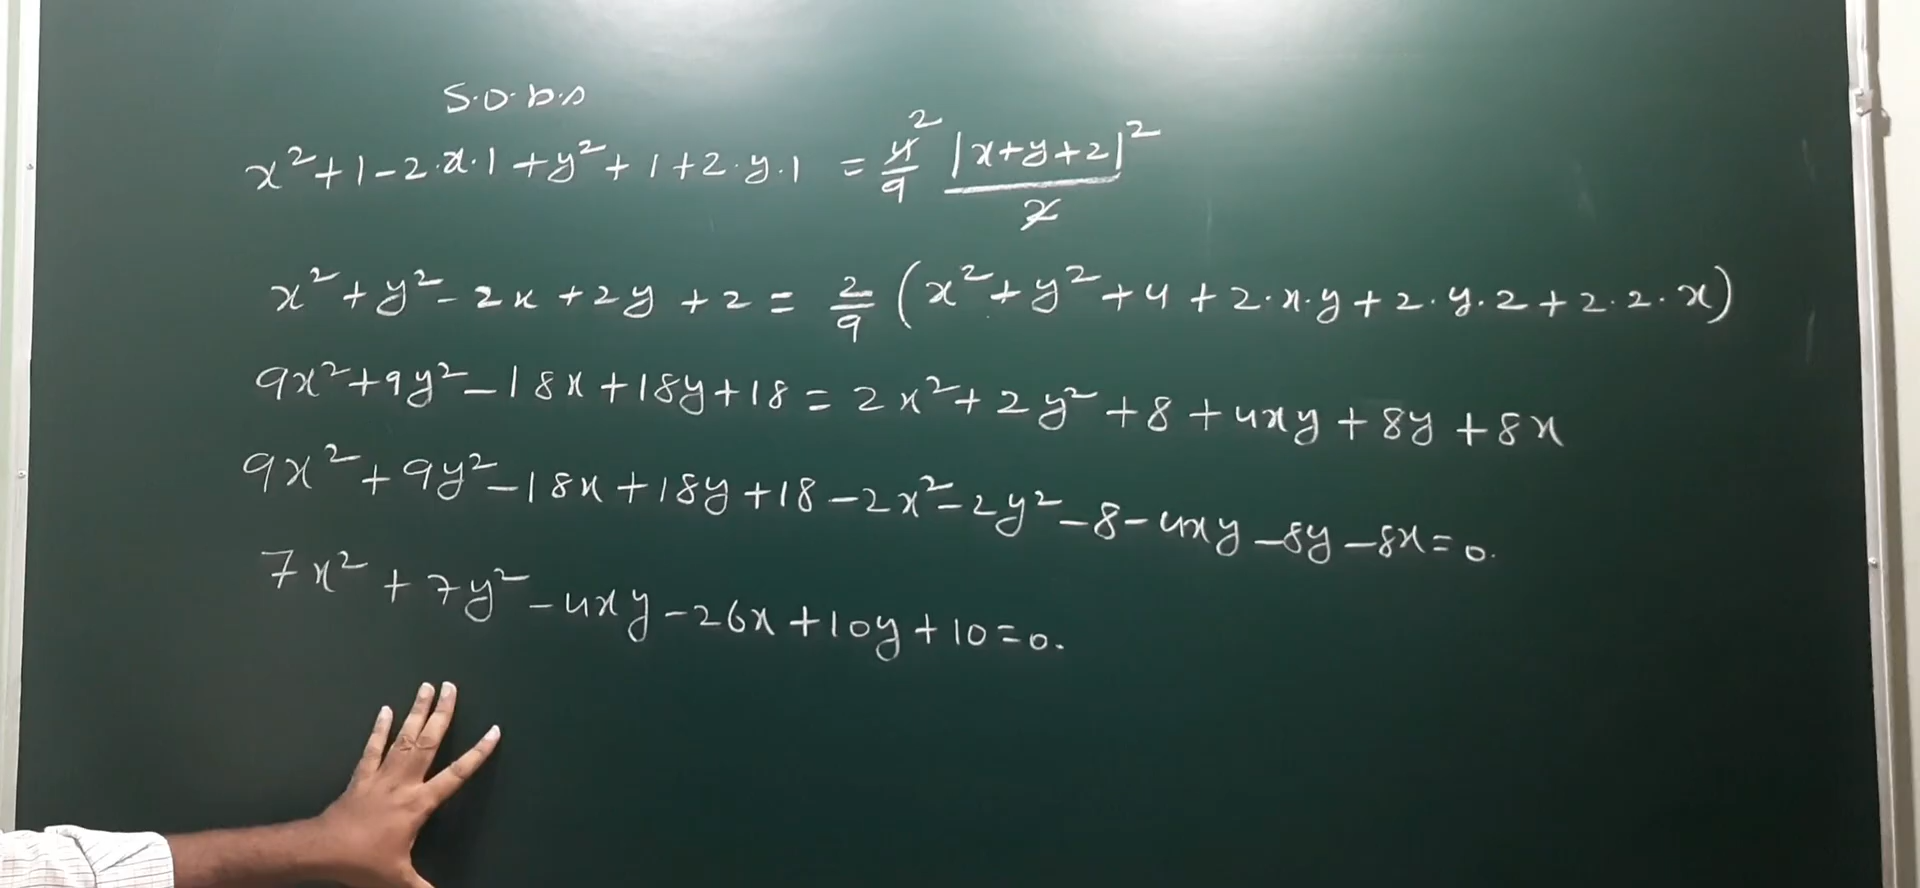 S.O.b.s
x²+1-2.x.1+y²+1+2.y.1 = 4²/9 |x+y+2|²/2
x²+y²-2x+2y+2 = 2/9 (x²+y²+4+2.x.y+2.y.2+2.2.x)
9x²+9y²-18x+18y+18 = 2x²+2y²+8+4xy+8y+8x
9x²+9y²-18x+18y+18-2x²-2y²-8-4xy-8y-8x=0.
7x²+7y²-4xy-26x+10y+10=0.